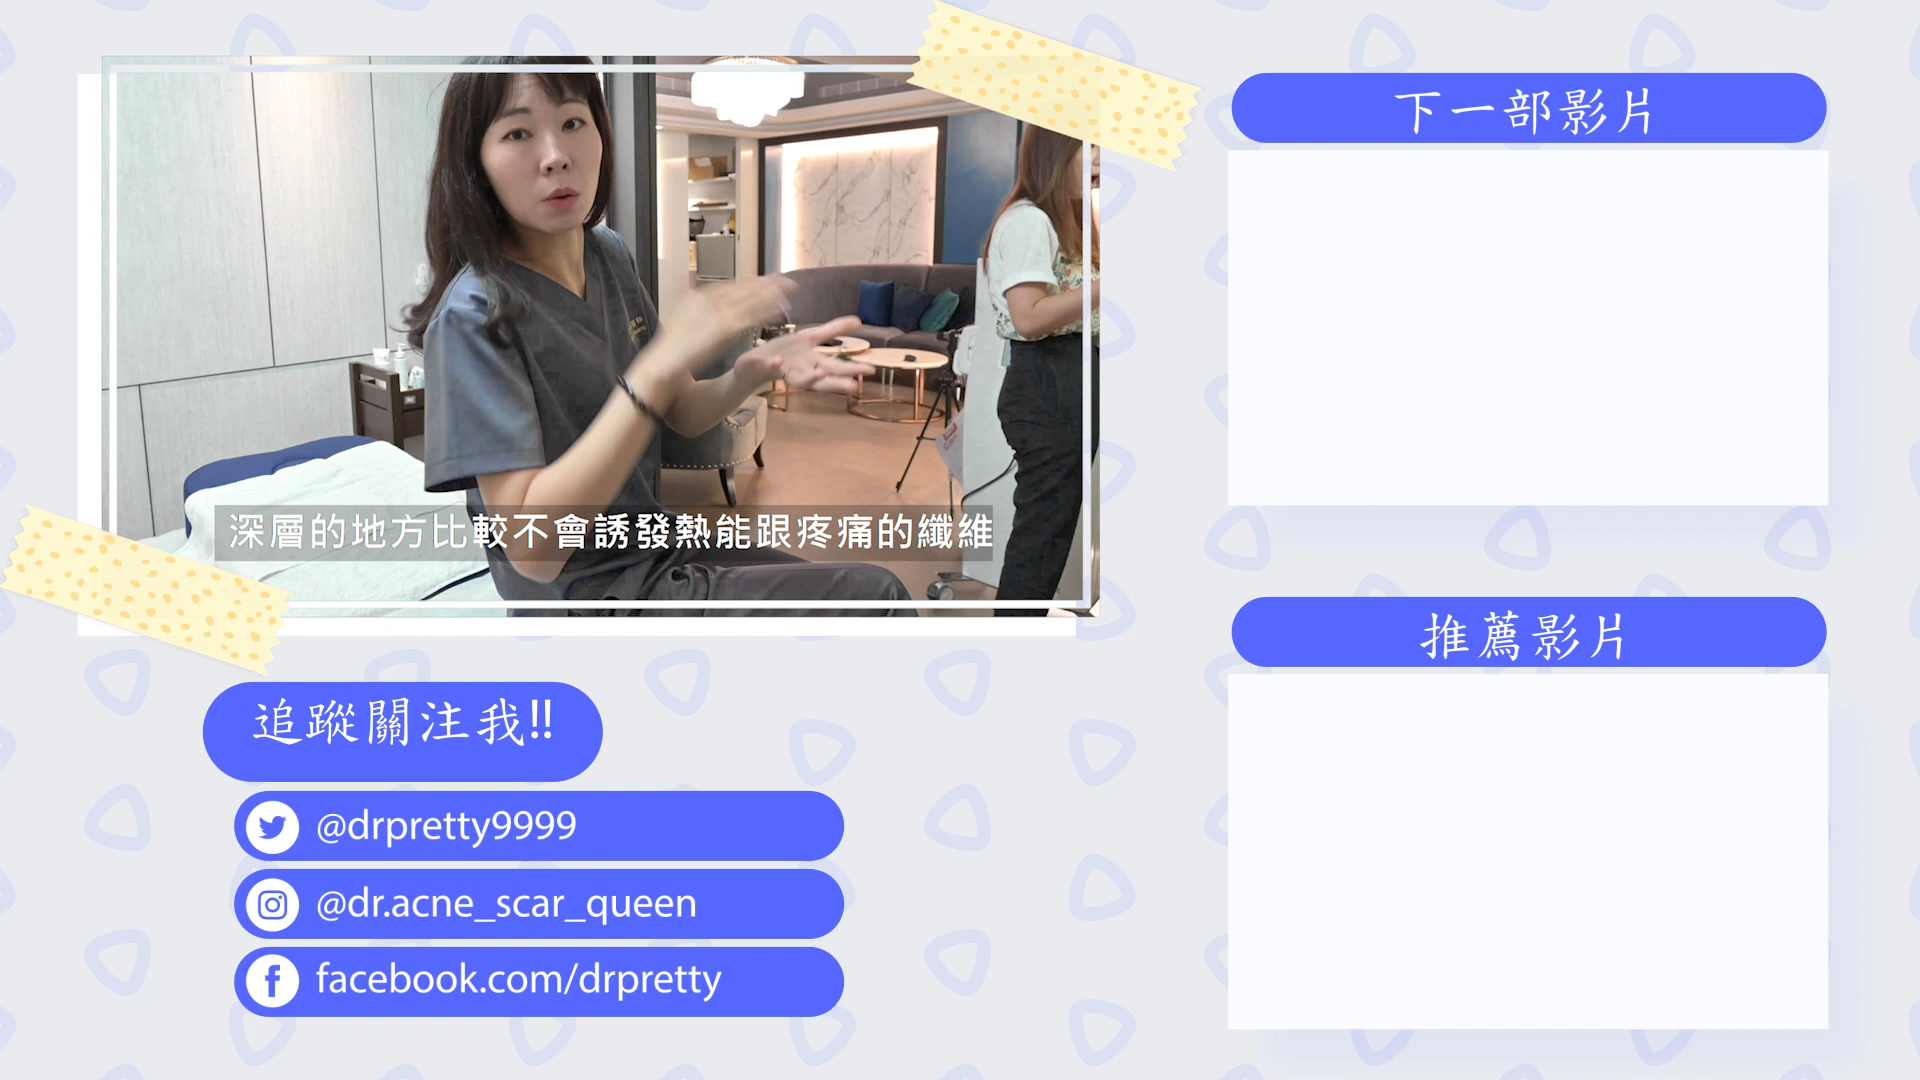 深層的地方比較不會誘發熱能跟疼痛的纖維
追蹤關注我!!
@drpretty9999
@dr.acne_scar_queen
facebook.com/drpretty
下一部影片
推薦影片